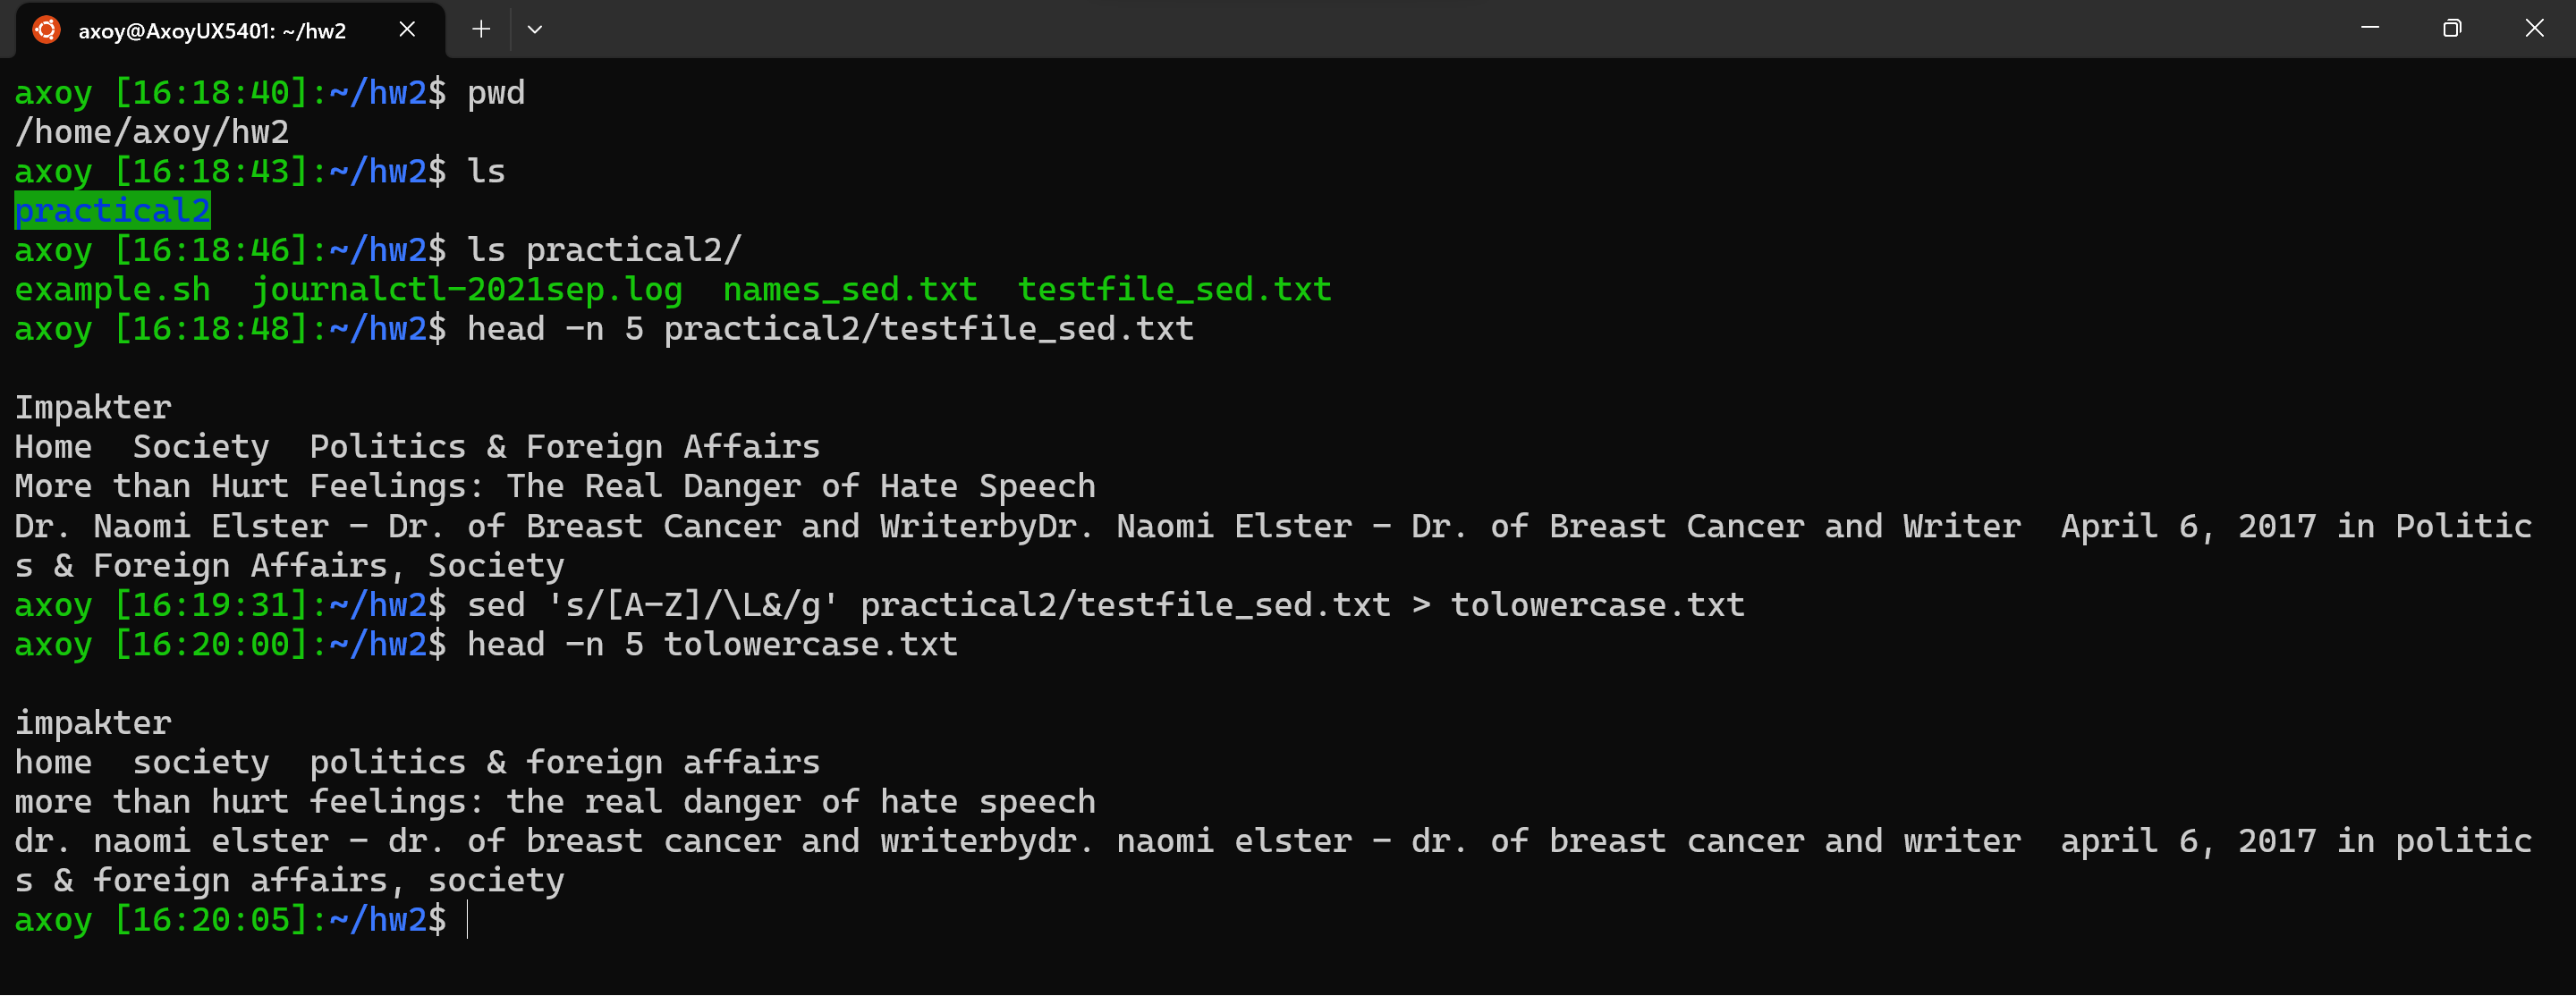 axoy@AxoyUX5401: ~/hw2
axoy [16:18:40]:~/hw2$ pwd
/home/axoy/hw2
axoy [16:18:43]:~/hw2$ ls
practical2
axoy [16:18:46]:~/hw2$ ls practical2/
example.sh  journalctl-2021sep.log  names_sed.txt  testfile_sed.txt
axoy [16:18:48]:~/hw2$ head -n 5 practical2/testfile_sed.txt

Impakter
Home  Society  Politics & Foreign Affairs
More than Hurt Feelings: The Real Danger of Hate Speech
Dr. Naomi Elster - Dr. of Breast Cancer and WriterbyDr. Naomi Elster - Dr. of Breast Cancer and Writer  April 6, 2017 in Politic
s & Foreign Affairs, Society
axoy [16:19:31]:~/hw2$ sed 's/[A-Z]/\L&/g' practical2/testfile_sed.txt > tolowercase.txt
axoy [16:20:00]:~/hw2$ head -n 5 tolowercase.txt

impakter
home  society  politics & foreign affairs
more than hurt feelings: the real danger of hate speech
dr. naomi elster - dr. of breast cancer and writerbydr. naomi elster - dr. of breast cancer and writer  april 6, 2017 in politic
s & foreign affairs, society
axoy [16:20:05]:~/hw2$